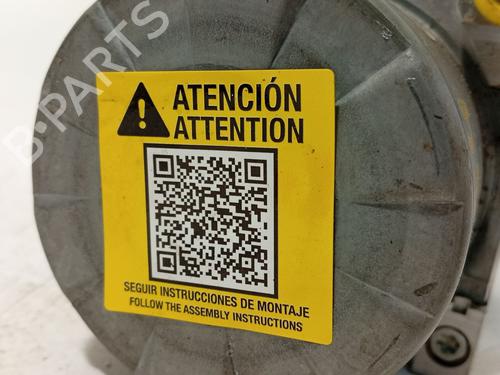 B-PARTS
ATENCIÓN
ATTENTION
SEGUIR INSTRUCCIONES DE MONTAJE
FOLLOW THE ASSEMBLY INSTRUCTIONS